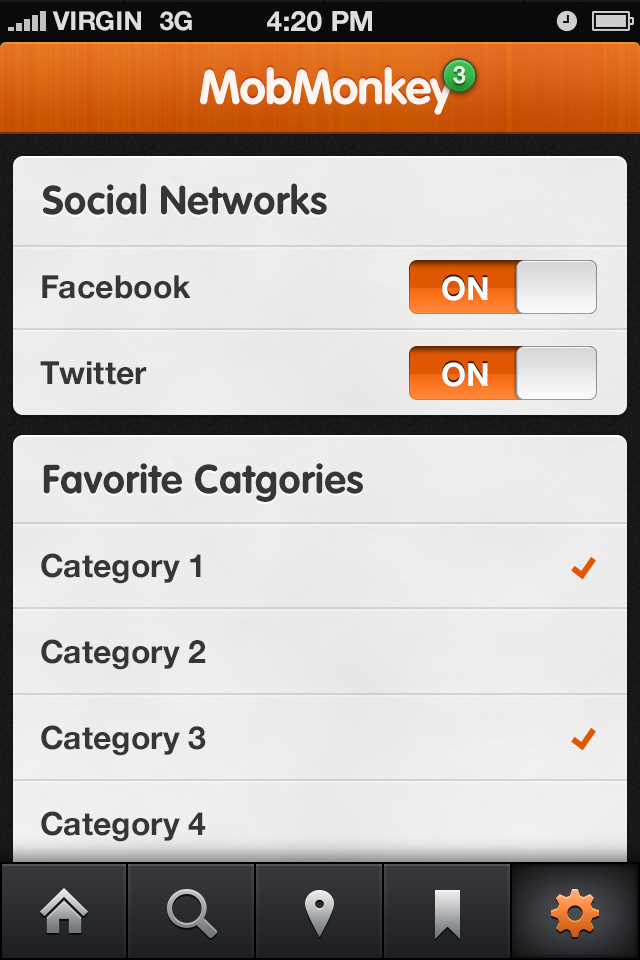 VIRGIN 3G 4:20 PM
MobMonkey 3
Social Networks
Facebook ON
Twitter ON
Favorite Catgories
Category 1
Category 2
Category 3
Category 4